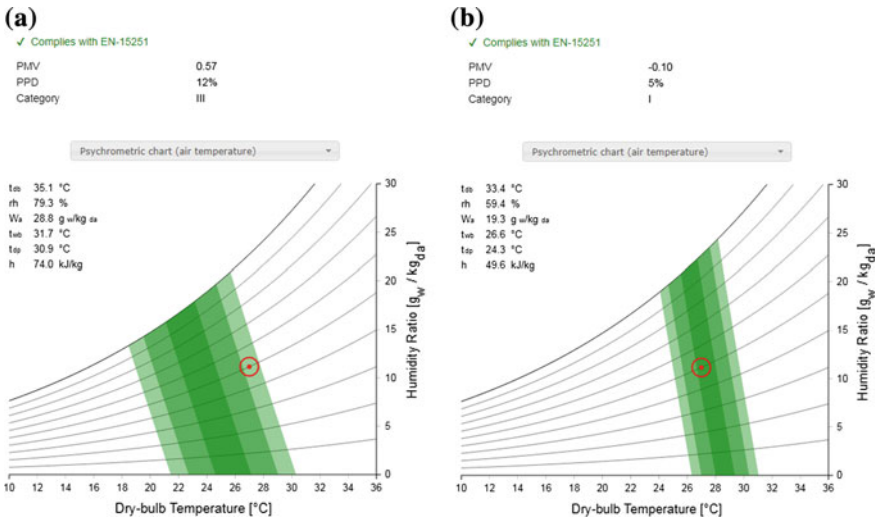 (a)
✓ Complies with EN-15251
PMV 0.57
PPD 12%
Category III
Psychrometric chart (air temperature)
tdb 35.1 °C
rh 79.3 %
Wa 28.8 g w/kg da
twb 31.7 °C
tdp 30.9 °C
h 74.0 kJ/kg
30
25
20
15
10
5
0
Humidity Ratio [gw / kgda]
10 12 14 16 18 20 22 24 26 28 30 32 34 36
Dry-bulb Temperature [°C]
(b)
✓ Complies with EN-15251
PMV -0.10
PPD 5%
Category I
Psychrometric chart (air temperature)
tdb 33.4 °C
rh 59.4 %
Wa 19.3 g w/kg da
twb 26.6 °C
tdp 24.3 °C
h 49.6 kJ/kg
30
25
20
15
10
5
0
Humidity Ratio [gw / kgda]
10 12 14 16 18 20 22 24 26 28 30 32 34 36
Dry-bulb Temperature [°C]